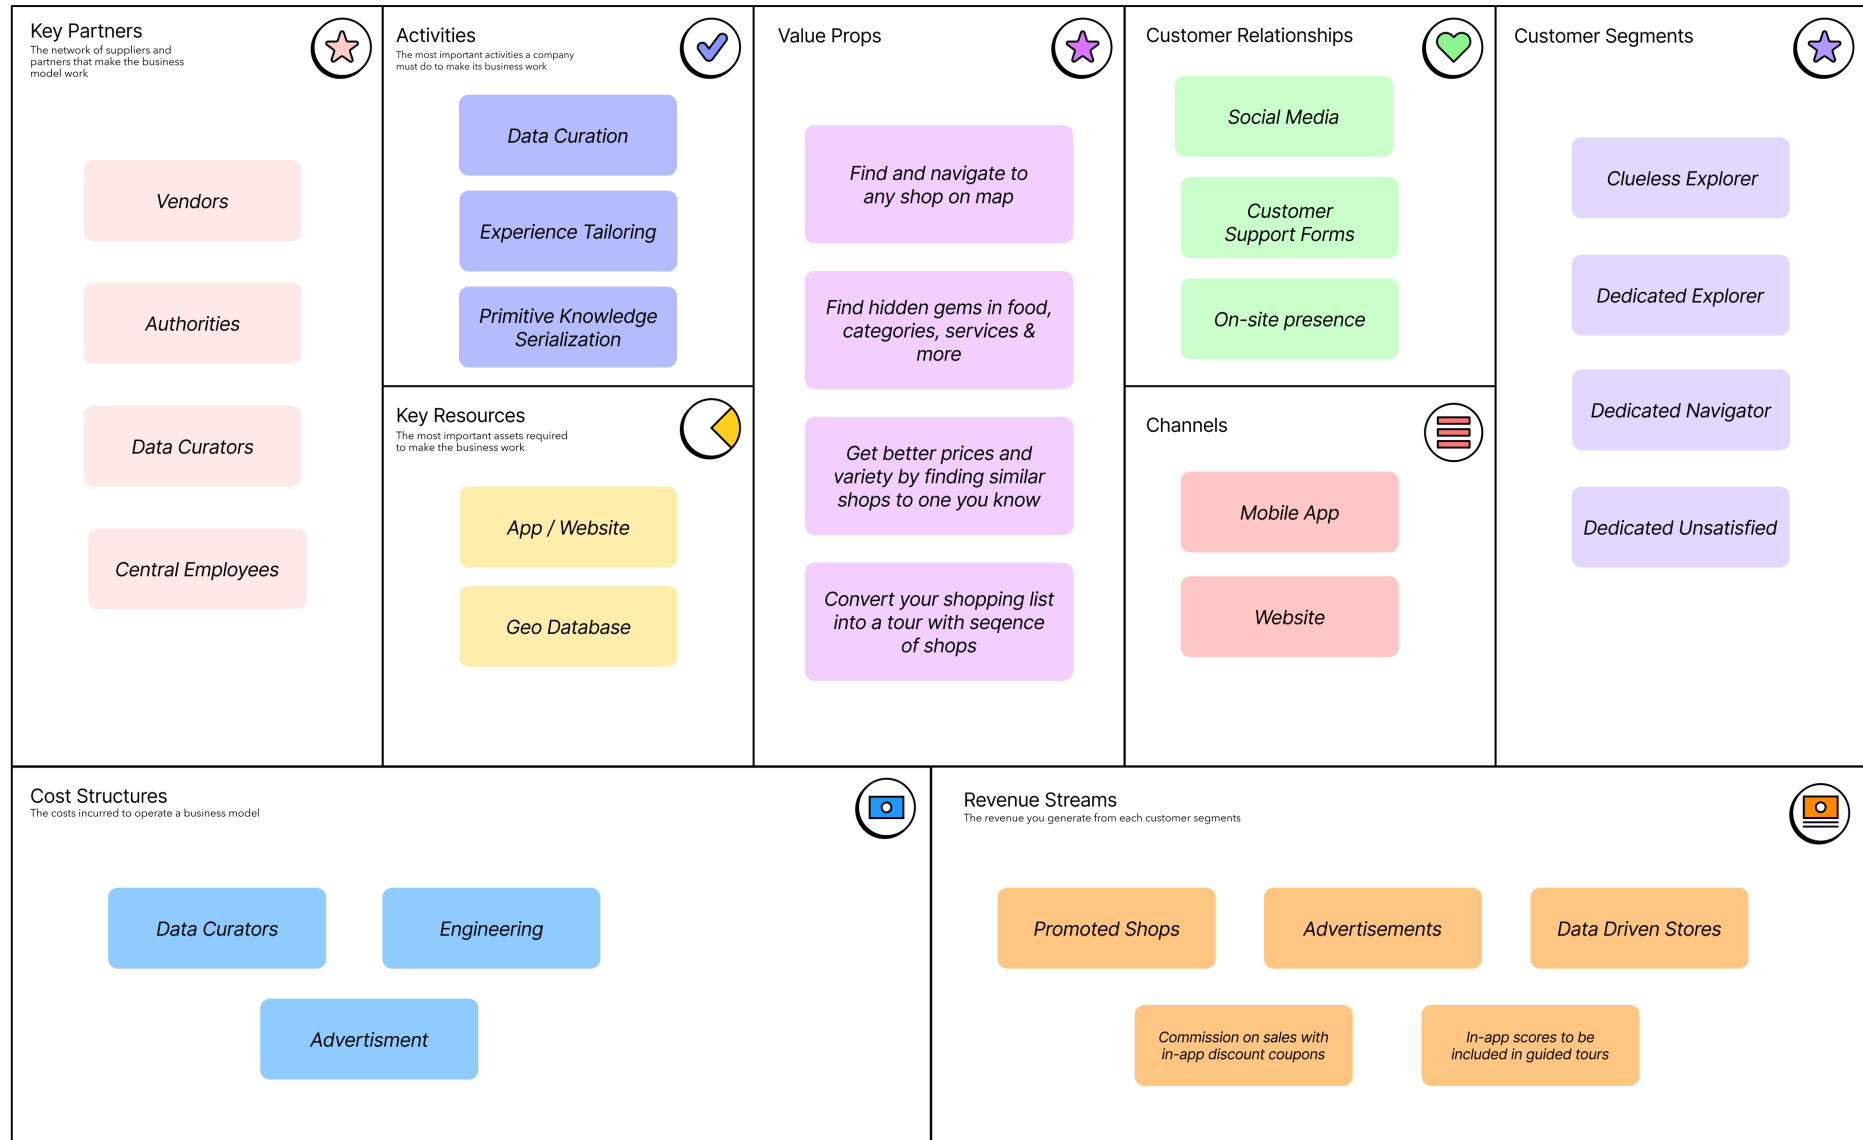 Key Partners
The network of suppliers and
partners that make the business
model work
Vendors
Authorities
Data Curators
Central Employees
Activities
The most important activities a company
must do to make its business work
Data Curation
Experience Tailoring
Primitive Knowledge
Serialization
Key Resources
The most important assets required
to make the business work
App / Website
Geo Database
Value Props
Find and navigate to
any shop on map
Find hidden gems in food,
categories, services &
more
Get better prices and
variety by finding similar
shops to one you know
Convert your shopping list
into a tour with seqence
of shops
Customer Relationships
Social Media
Customer
Support Forms
On-site presence
Channels
Mobile App
Website
Customer Segments
Clueless Explorer
Dedicated Explorer
Dedicated Navigator
Dedicated Unsatisfied
Cost Structures
The costs incurred to operate a business model
Data Curators
Engineering
Advertisment
Revenue Streams
The revenue you generate from each customer segments
Promoted Shops
Advertisements
Data Driven Stores
Commission on sales with
in-app discount coupons
In-app scores to be
included in guided tours